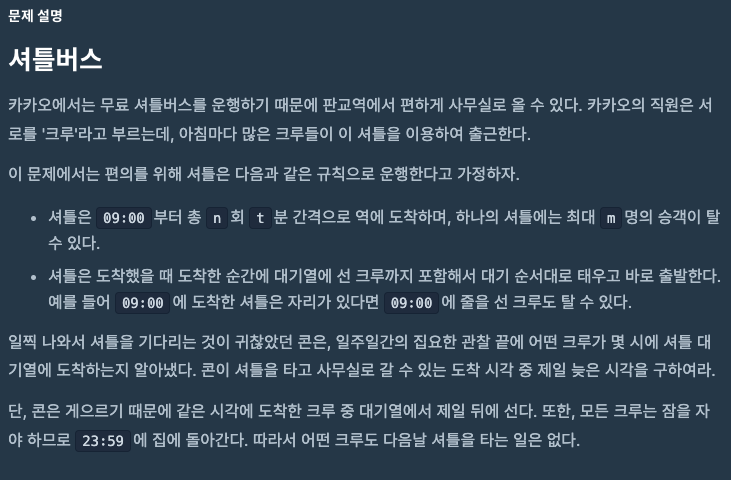 문제 설명
셔틀버스
카카오에서는 무료 셔틀버스를 운행하기 때문에 판교역에서 편하게 사무실로 올 수 있다. 카카오의 직원은 서
로를 '크루'라고 부르는데, 아침마다 많은 크루들이 이 셔틀을 이용하여 출근한다.
이 문제에서는 편의를 위해 셔틀은 다음과 같은 규칙으로 운행한다고 가정하자.
• 셔틀은 09:00 부터 총 n 회 t 분 간격으로 역에 도착하며, 하나의 셔틀에는 최대 m 명의 승객이 탈
수 있다.
• 셔틀은 도착했을 때 도착한 순간에 대기열에 선 크루까지 포함해서 대기 순서대로 태우고 바로 출발한다.
예를 들어 09:00 에 도착한 셔틀은 자리가 있다면 09:00 에 줄을 선 크루도 탈 수 있다.
일찍 나와서 셔틀을 기다리는 것이 귀찮았던 콘은, 일주일간의 집요한 관찰 끝에 어떤 크루가 몇 시에 셔틀 대
기열에 도착하는지 알아냈다. 콘이 셔틀을 타고 사무실로 갈 수 있는 도착 시각 중 제일 늦은 시각을 구하여라.
단, 콘은 게으르기 때문에 같은 시각에 도착한 크루 중 대기열에서 제일 뒤에 선다. 또한, 모든 크루는 잠을 자
야 하므로 23:59 에 집에 돌아간다. 따라서 어떤 크루도 다음날 셔틀을 타는 일은 없다.